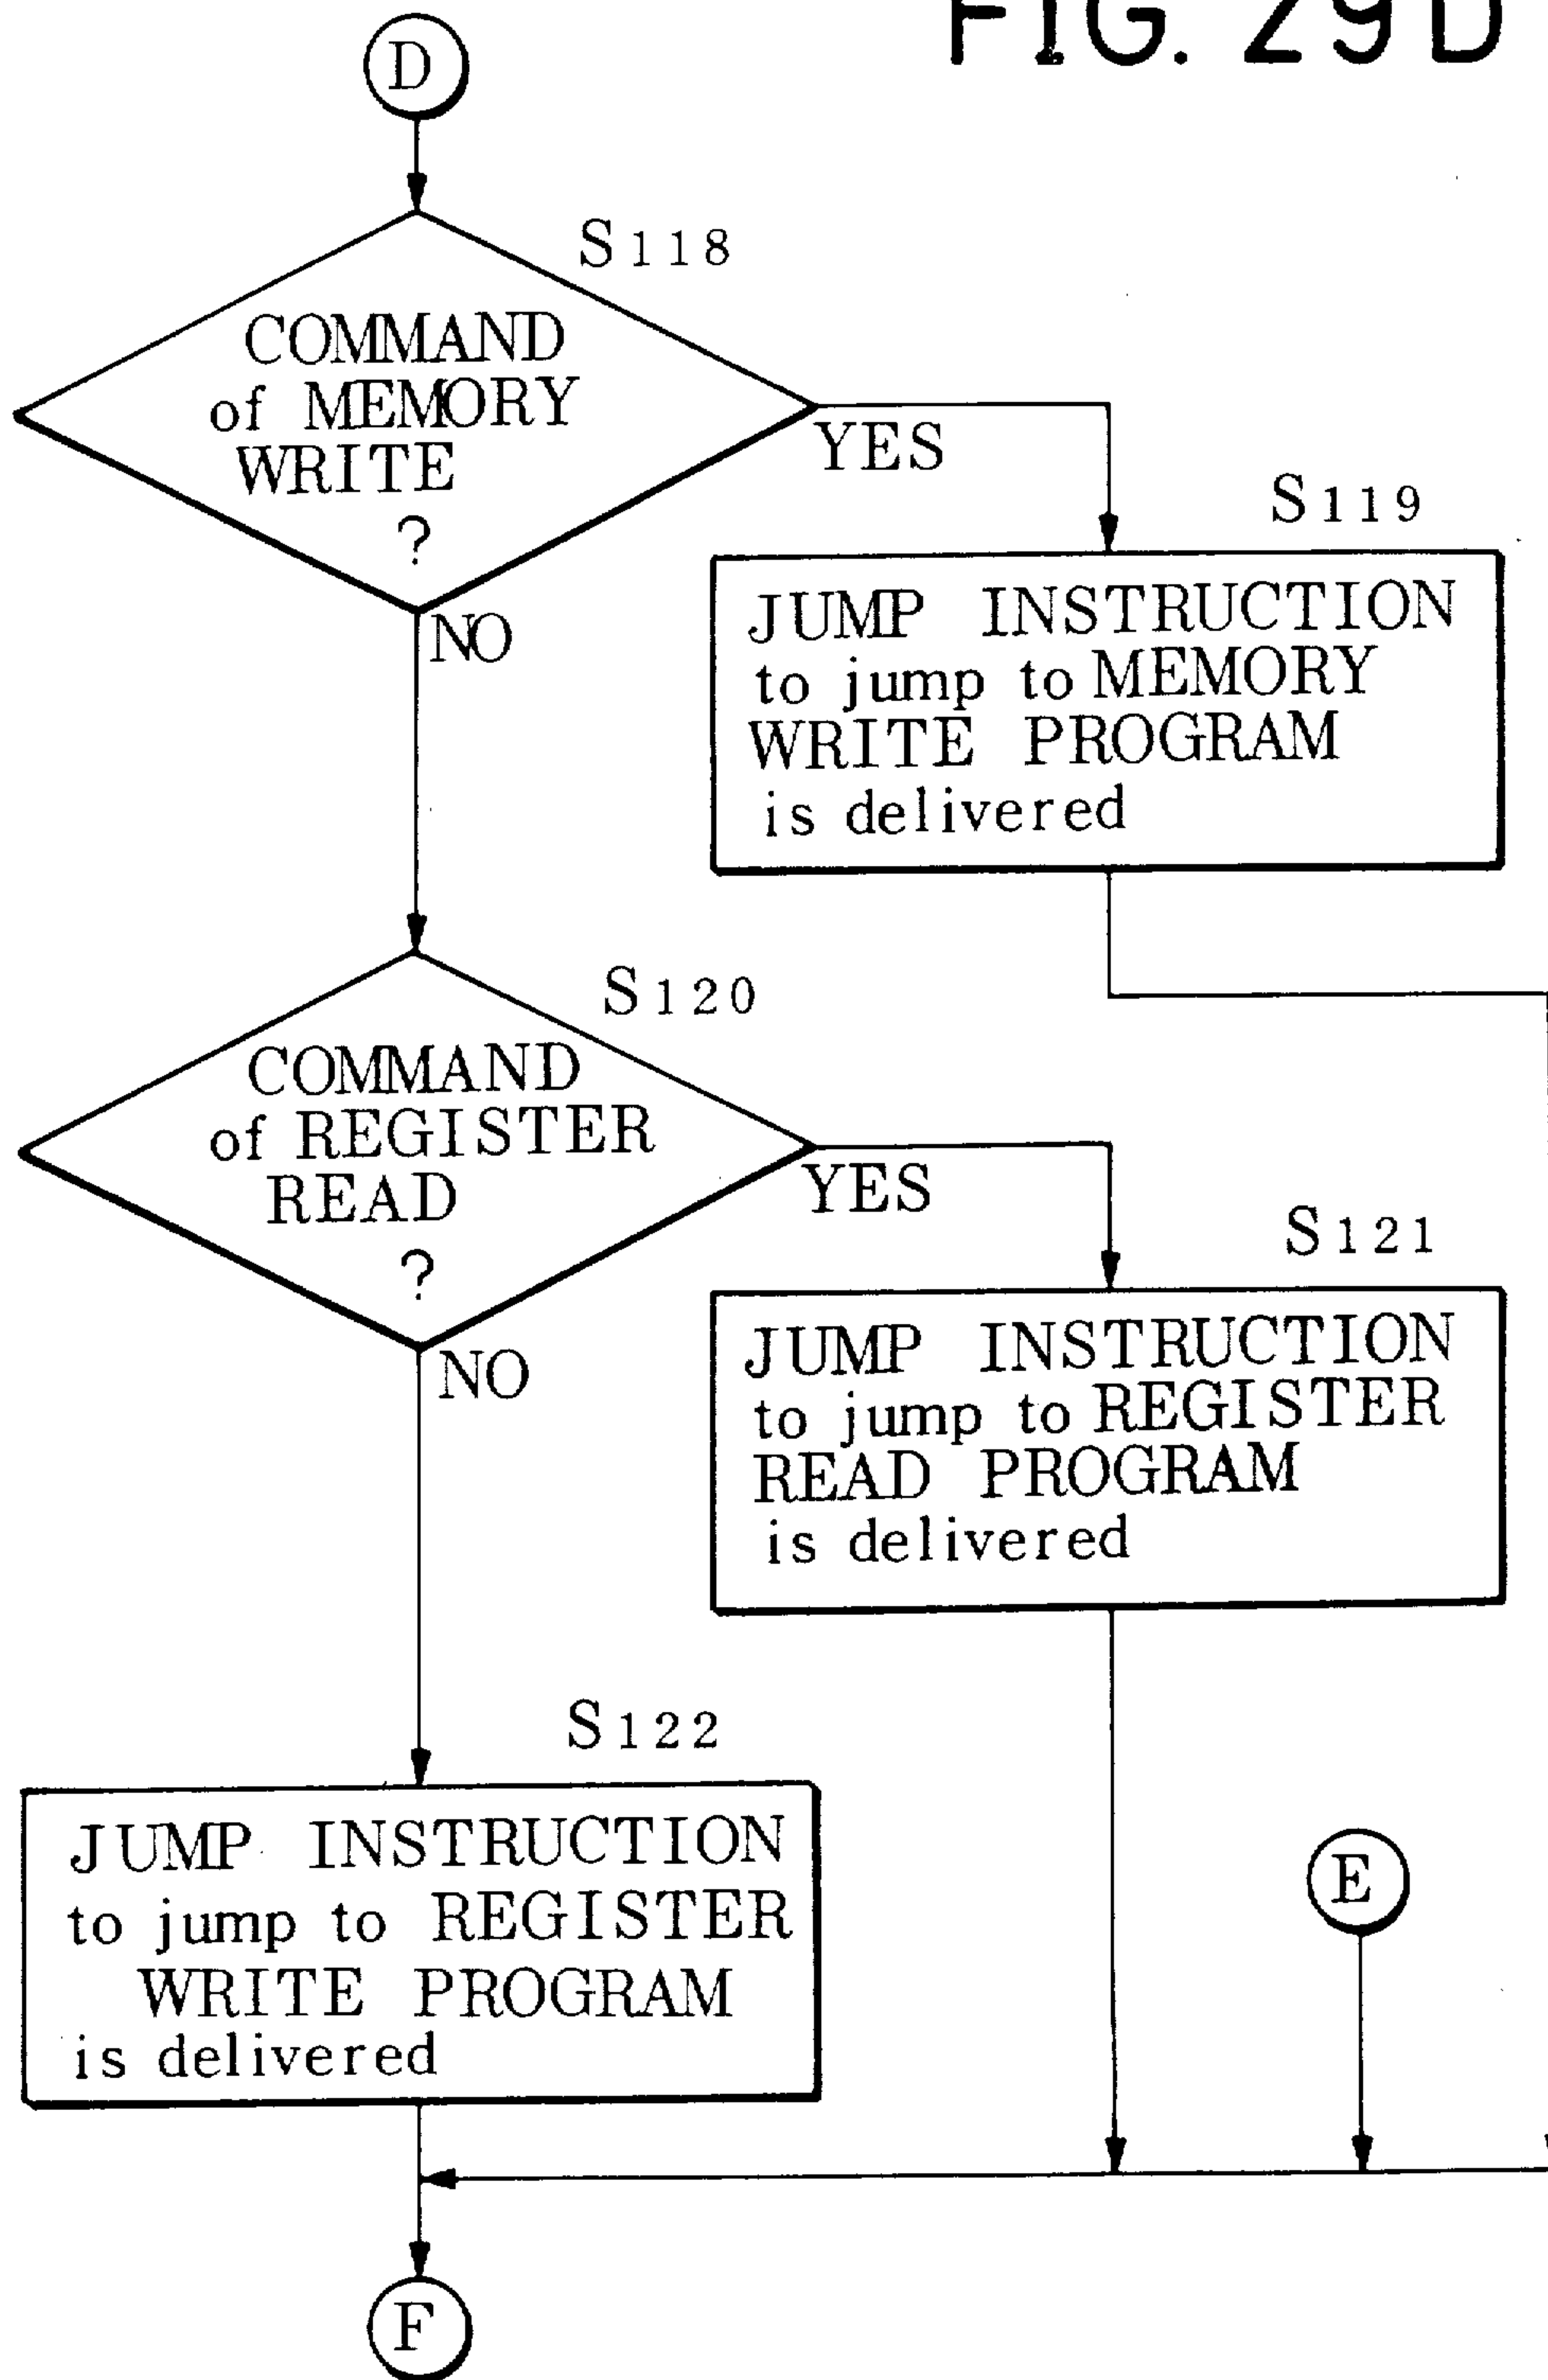 FIG. 29D
D
S118
COMMAND
of MEMORY
WRITE
?
YES
NO
S119
JUMP INSTRUCTION
to jump to MEMORY
WRITE PROGRAM
is delivered
S120
COMMAND
of REGISTER
READ
?
YES
NO
S121
JUMP INSTRUCTION
to jump to REGISTER
READ PROGRAM
is delivered
S122
JUMP INSTRUCTION
to jump to REGISTER
WRITE PROGRAM
is delivered
E
F